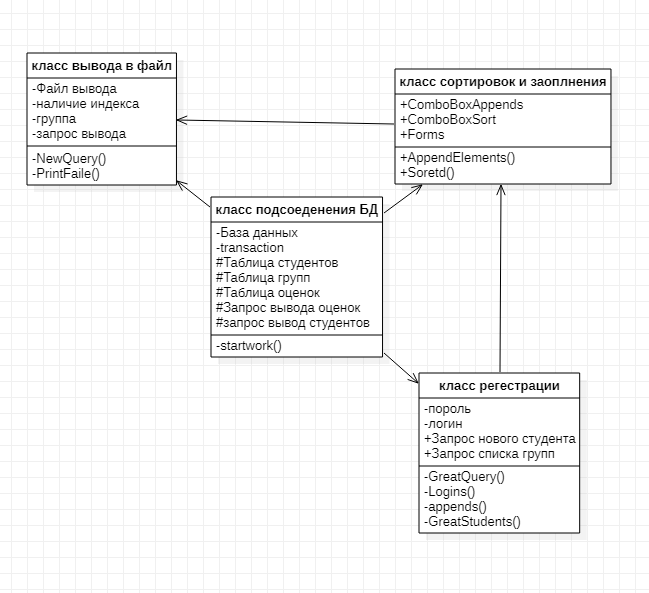 класс вывода в файл
-Файл вывода
-наличие индекса
-группа
-запрос вывода
-NewQuery()
-PrintFaile()
класс сортировок и заоплнения
+ComboBoxAppends
+ComboBoxSort
+Forms
+AppendElements()
+Soretd()
класс подсоеденения БД
-База данных
-transaction
#Таблица студентов
#Таблица групп
#Таблица оценок
#Запрос вывода оценок
#запрос вывод студентов
-startwork()
класс регестрации
-пороль
-логин
+Запрос нового студента
+Запрос списка групп
-GreatQuery()
-Logins()
-appends()
-GreatStudents()